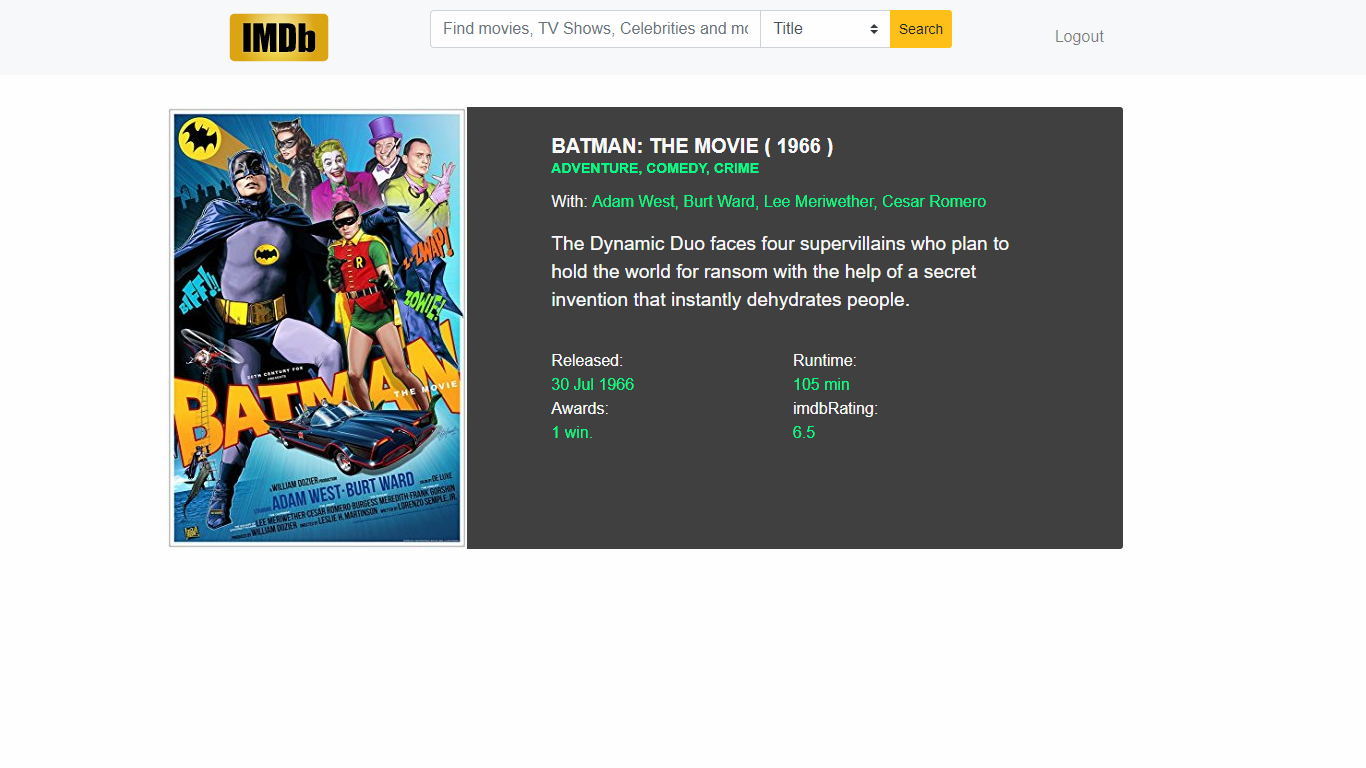 IMDb
Find movies, TV Shows, Celebrities and mo
Title
Search
Logout
BATMAN: THE MOVIE ( 1966 )
ADVENTURE, COMEDY, CRIME
With: Adam West, Burt Ward, Lee Meriwether, Cesar Romero
The Dynamic Duo faces four supervillains who plan to
hold the world for ransom with the help of a secret
invention that instantly dehydrates people.
Released:
30 Jul 1966
Runtime:
105 min
Awards:
1 win.
imdbRating:
6.5
R
Z-ZWAP!
BIFF!!!
ZOWIE!
20TH CENTURY FOX
PRESENTS
BATMAN
THE MOVIE
A WILLIAM DOZIER PRODUCTION
STARRING ADAM WEST · BURT WARD
COLOR BY DE LUXE
LEE MERIWETHER · CESAR ROMERO · BURGESS MEREDITH · FRANK GORSHIN
PRODUCED BY WILLIAM DOZIER DIRECTED BY LESLIE H. MARTINSON WRITTEN BY LORENZO SEMPLE, JR.